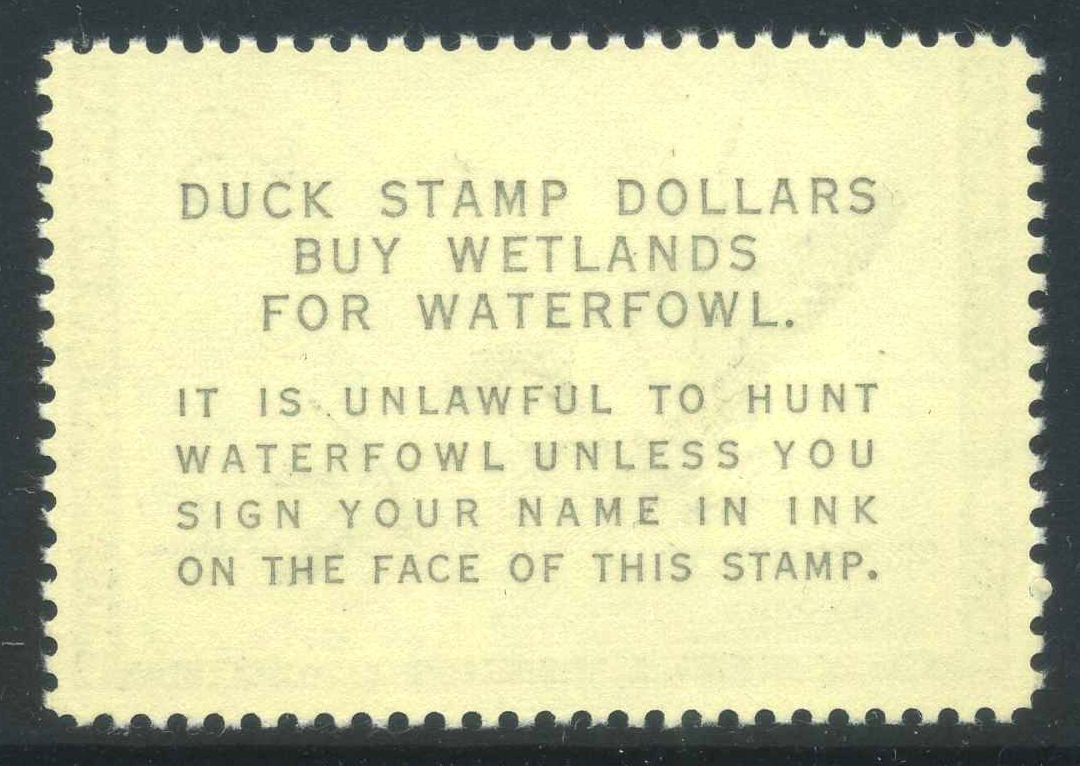 DUCK STAMP DOLLARS
BUY WETLANDS
FOR WATERFOWL.
IT IS UNLAWFUL TO HUNT
WATERFOWL UNLESS YOU
SIGN YOUR NAME IN INK
ON THE FACE OF THIS STAMP.